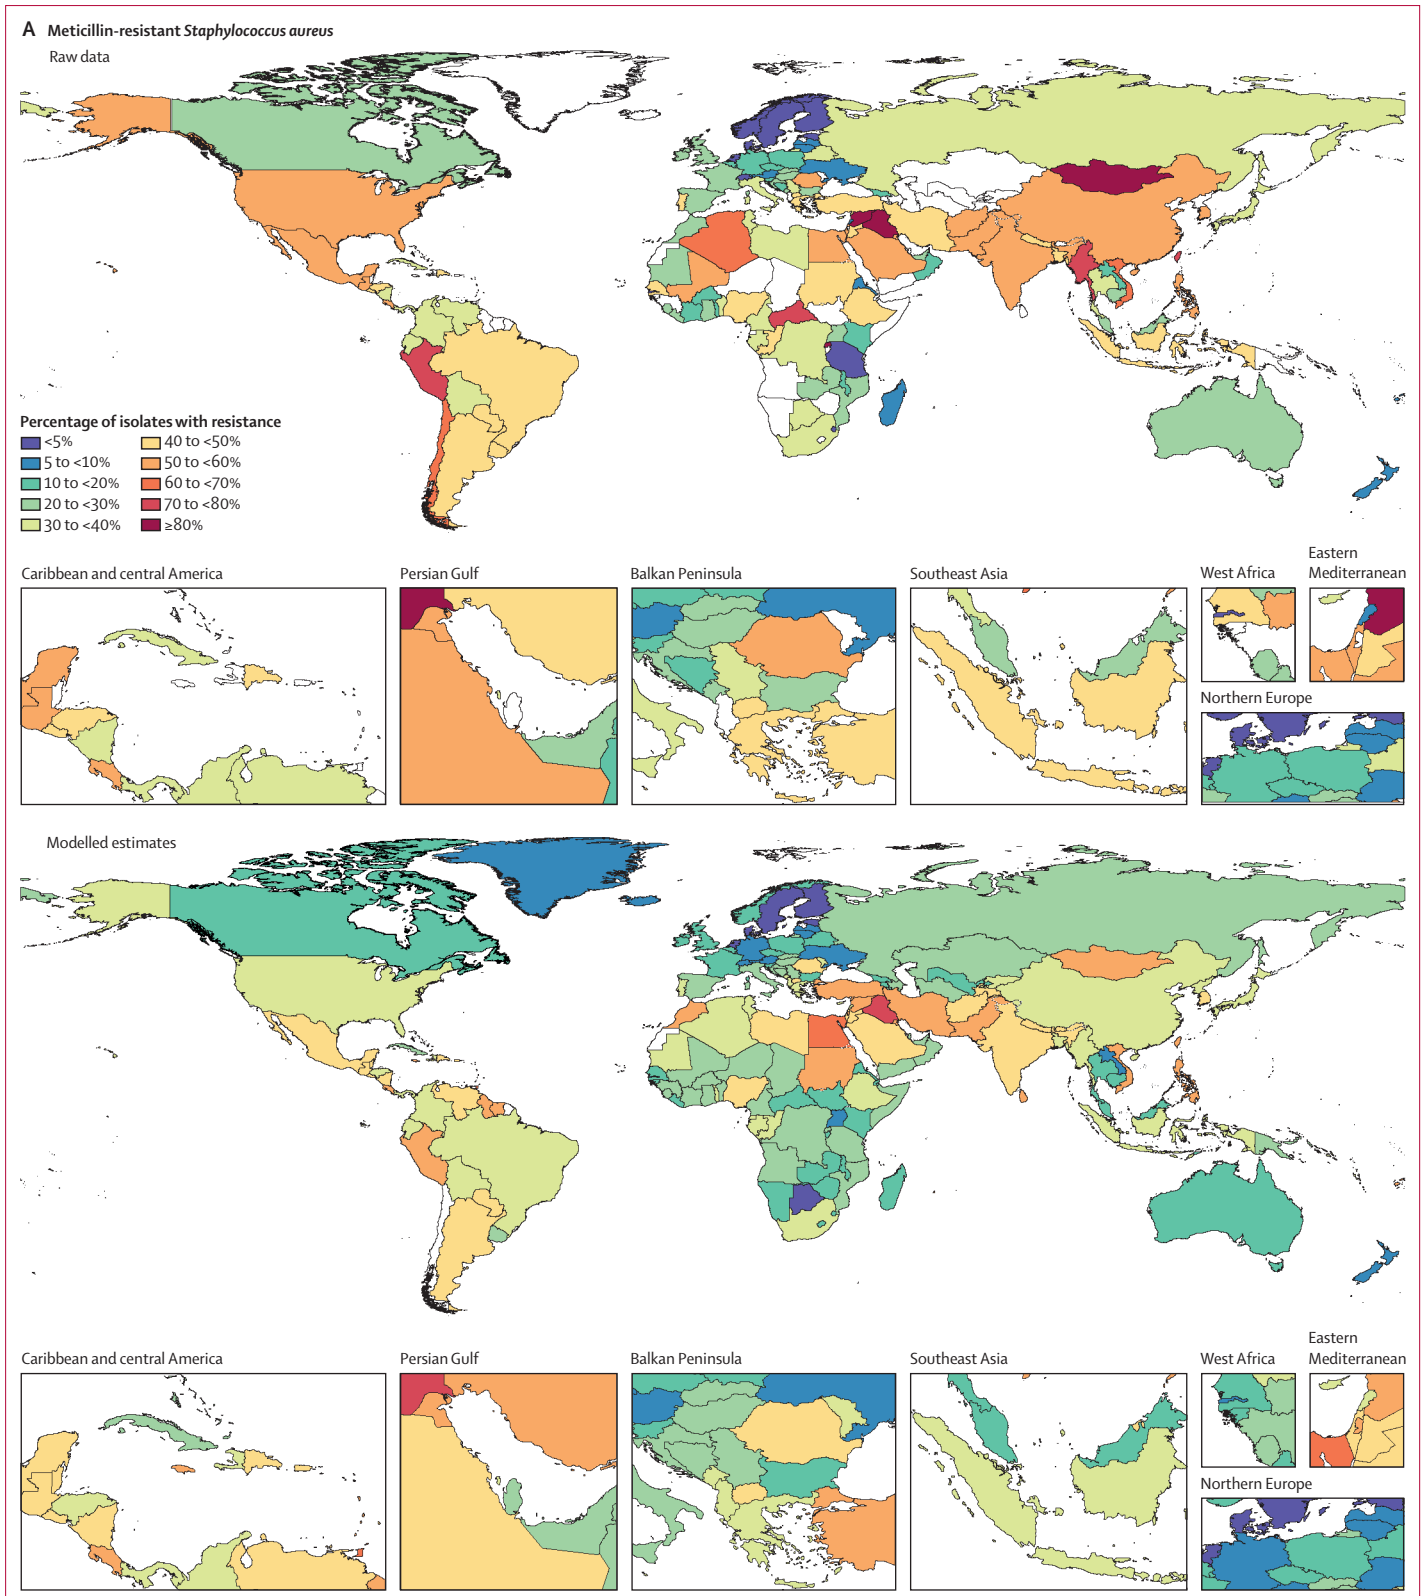 A Meticillin-resistant Staphylococcus aureus
Raw data
Percentage of isolates with resistance
<5%
5 to <10%
10 to <20%
20 to <30%
30 to <40%
40 to <50%
50 to <60%
60 to <70%
70 to <80%
≥80%
Caribbean and central America
Persian Gulf
Balkan Peninsula
Southeast Asia
West Africa
Eastern
Mediterranean
Northern Europe
Modelled estimates
Caribbean and central America
Persian Gulf
Balkan Peninsula
Southeast Asia
West Africa
Eastern
Mediterranean
Northern Europe